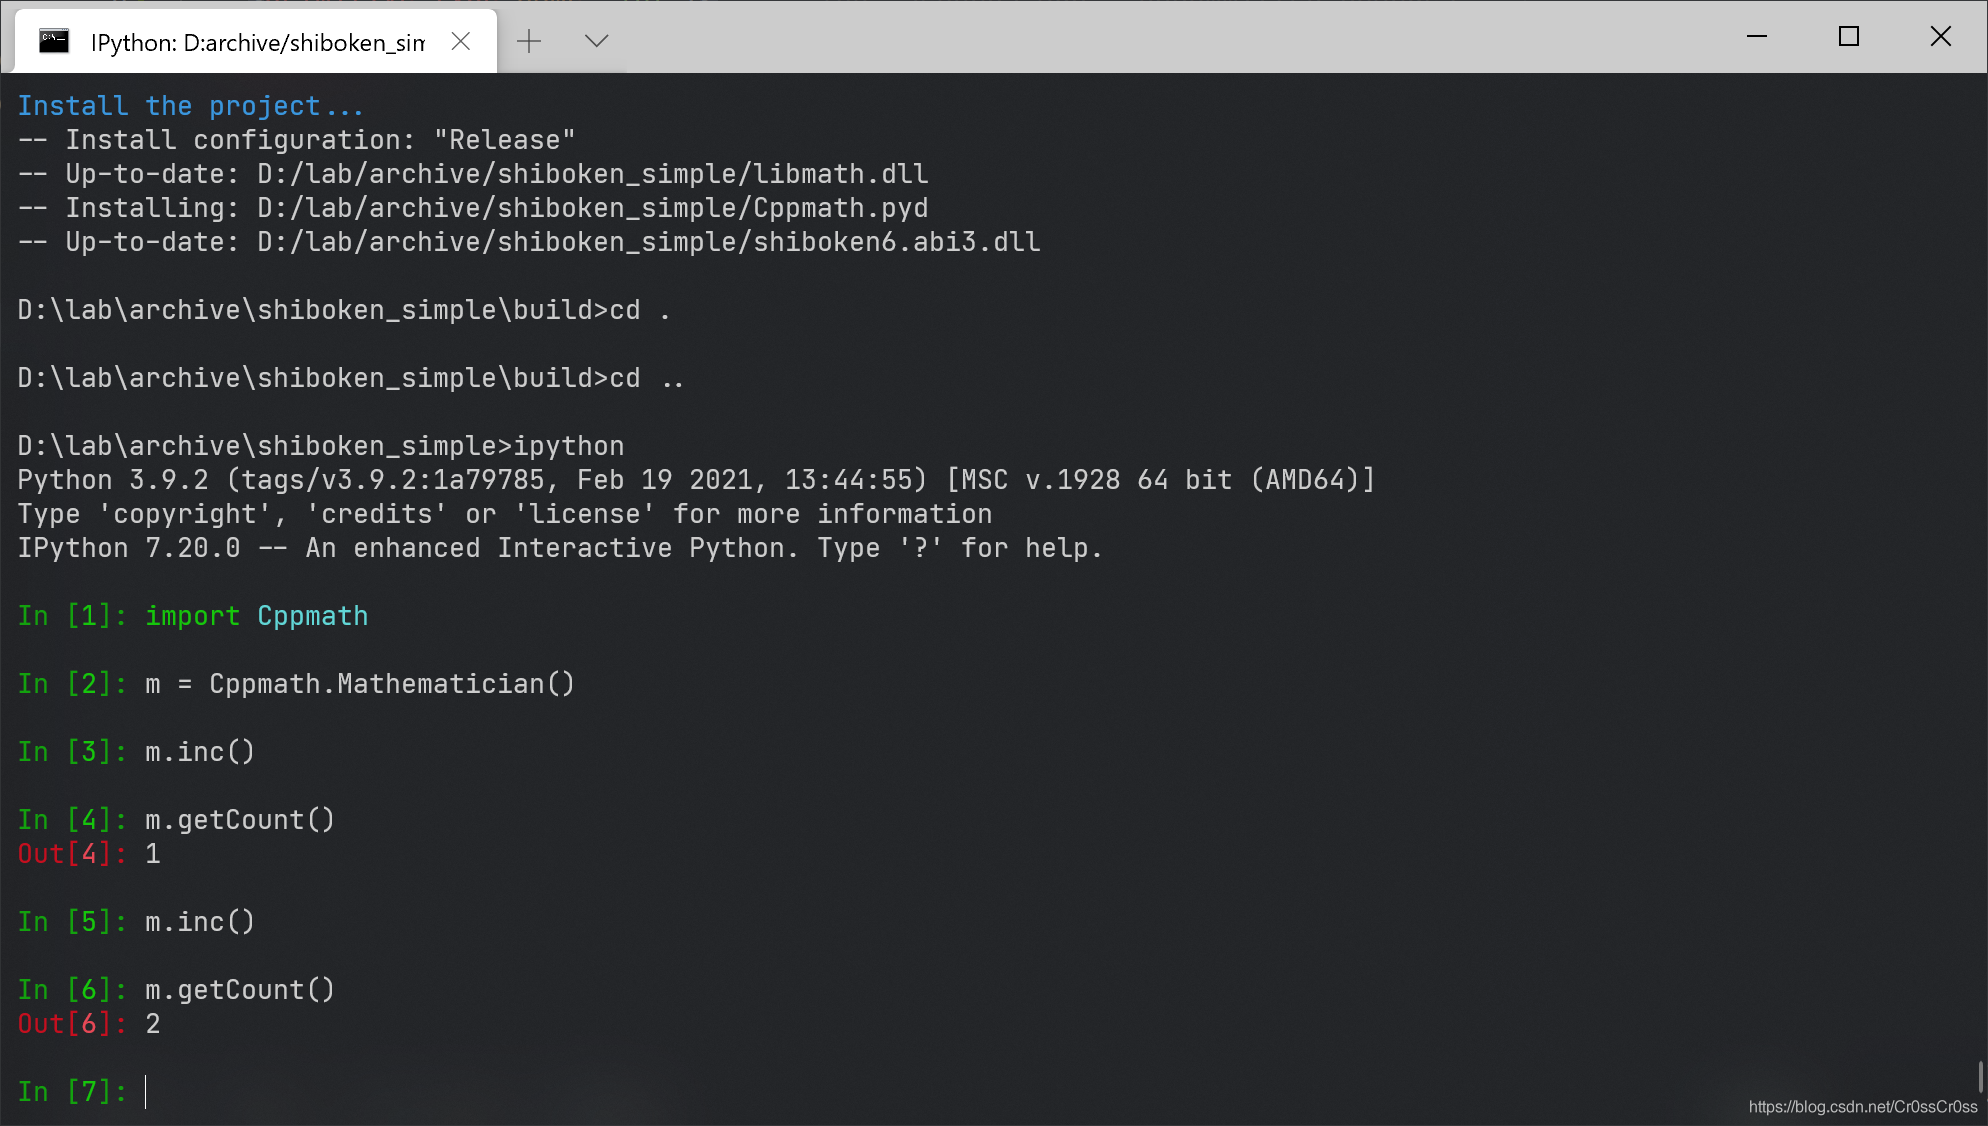 IPython: D:archive/shiboken_sim
Install the project...
-- Install configuration: "Release"
-- Up-to-date: D:/lab/archive/shiboken_simple/libmath.dll
-- Installing: D:/lab/archive/shiboken_simple/Cppmath.pyd
-- Up-to-date: D:/lab/archive/shiboken_simple/shiboken6.abi3.dll
D:\lab\archive\shiboken_simple\build>cd .
D:\lab\archive\shiboken_simple\build>cd ..
D:\lab\archive\shiboken_simple>ipython
Python 3.9.2 (tags/v3.9.2:1a79785, Feb 19 2021, 13:44:55) [MSC v.1928 64 bit (AMD64)]
Type 'copyright', 'credits' or 'license' for more information
IPython 7.20.0 -- An enhanced Interactive Python. Type '?' for help.
In [1]: import Cppmath
In [2]: m = Cppmath.Mathematician()
In [3]: m.inc()
In [4]: m.getCount()
Out[4]: 1
In [5]: m.inc()
In [6]: m.getCount()
Out[6]: 2
In [7]:
https://blog.csdn.net/Cr0ssCr0ss